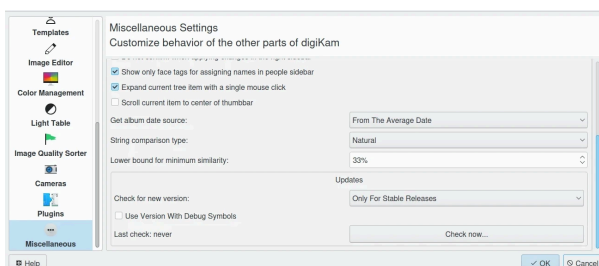 Templates
Image Editor
Color Management
Light Table
Image Quality Sorter
Cameras
Plugins
Miscellaneous
Miscellaneous Settings
Customize behavior of the other parts of digiKam
Show only face tags for assigning names in people sidebar
Expand current tree item with a single mouse click
Scroll current item to center of thumbbar
Get album date source: From The Average Date
String comparison type: Natural
Lower bound for minimum similarity: 33%
Updates
Check for new version: Only For Stable Releases
Use Version With Debug Symbols
Last check: never Check now...
Help OK Cancel